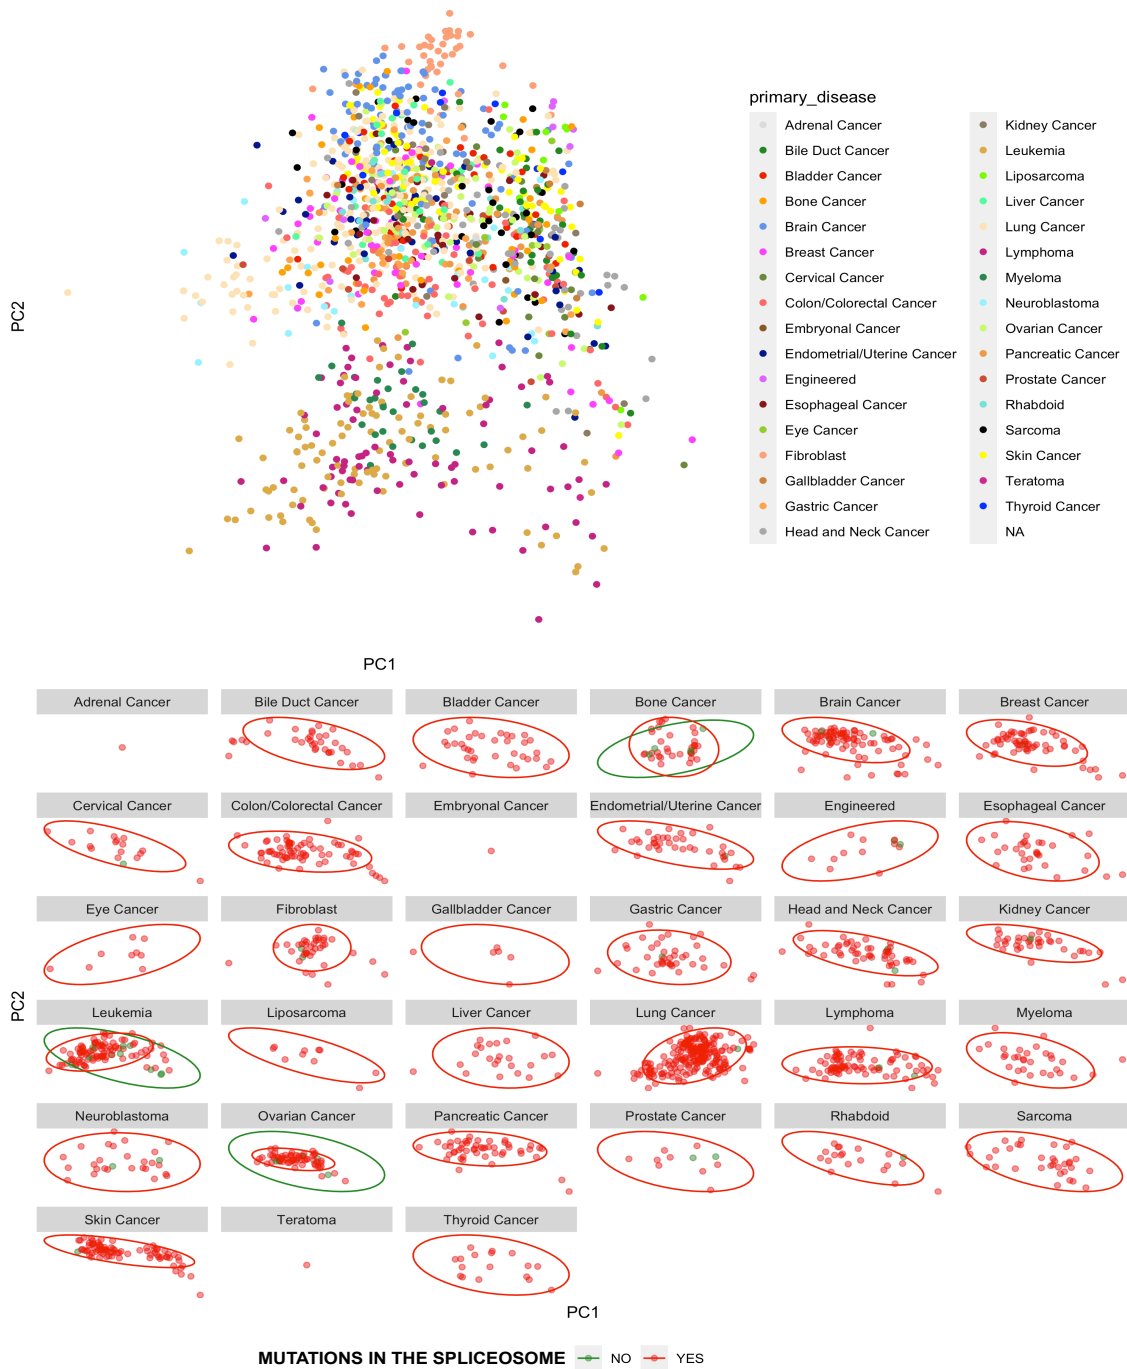 primary_disease
Adrenal Cancer
Bile Duct Cancer
Bladder Cancer
Bone Cancer
Brain Cancer
Breast Cancer
Cervical Cancer
Colon/Colorectal Cancer
Embryonal Cancer
Endometrial/Uterine Cancer
Engineered
Esophageal Cancer
Eye Cancer
Fibroblast
Gallbladder Cancer
Gastric Cancer
Head and Neck Cancer
Kidney Cancer
Leukemia
Liposarcoma
Liver Cancer
Lung Cancer
Lymphoma
Myeloma
Neuroblastoma
Ovarian Cancer
Pancreatic Cancer
Prostate Cancer
Rhabdoid
Sarcoma
Skin Cancer
Teratoma
Thyroid Cancer
NA
PC2
PC1
Adrenal Cancer
Bile Duct Cancer
Bladder Cancer
Bone Cancer
Brain Cancer
Breast Cancer
Cervical Cancer
Colon/Colorectal Cancer
Embryonal Cancer
Endometrial/Uterine Cancer
Engineered
Esophageal Cancer
Eye Cancer
Fibroblast
Gallbladder Cancer
Gastric Cancer
Head and Neck Cancer
Kidney Cancer
Leukemia
Liposarcoma
Liver Cancer
Lung Cancer
Lymphoma
Myeloma
Neuroblastoma
Ovarian Cancer
Pancreatic Cancer
Prostate Cancer
Rhabdoid
Sarcoma
Skin Cancer
Teratoma
Thyroid Cancer
PC2
PC1
MUTATIONS IN THE SPLICEOSOME NO YES